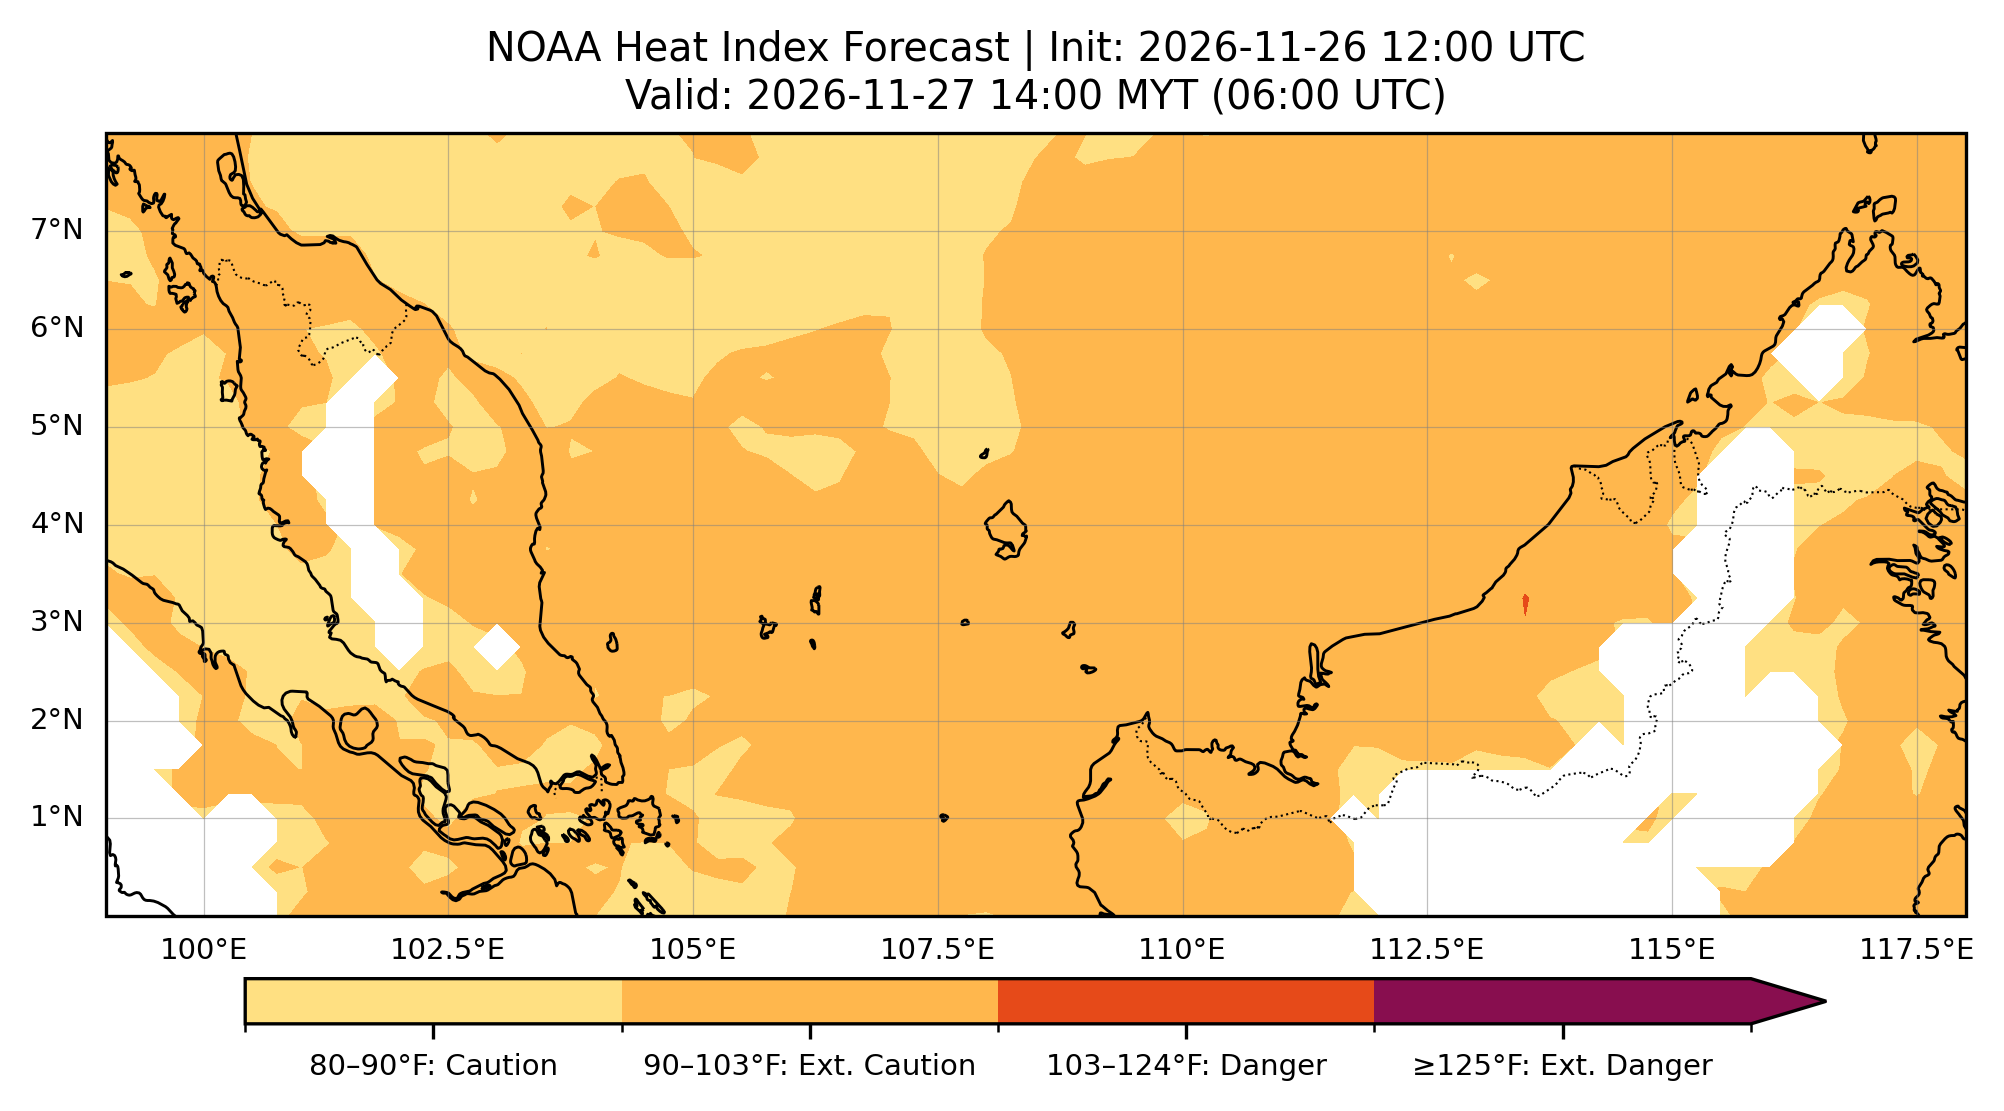 NOAA Heat Index Forecast | Init: 2026-11-26 12:00 UTC
Valid: 2026-11-27 14:00 MYT (06:00 UTC)
7°N
6°N
5°N
4°N
3°N
2°N
1°N
100°E 102.5°E 105°E 107.5°E 110°E 112.5°E 115°E 117.5°E
80–90°F: Caution 90–103°F: Ext. Caution 103–124°F: Danger ≥125°F: Ext. Danger